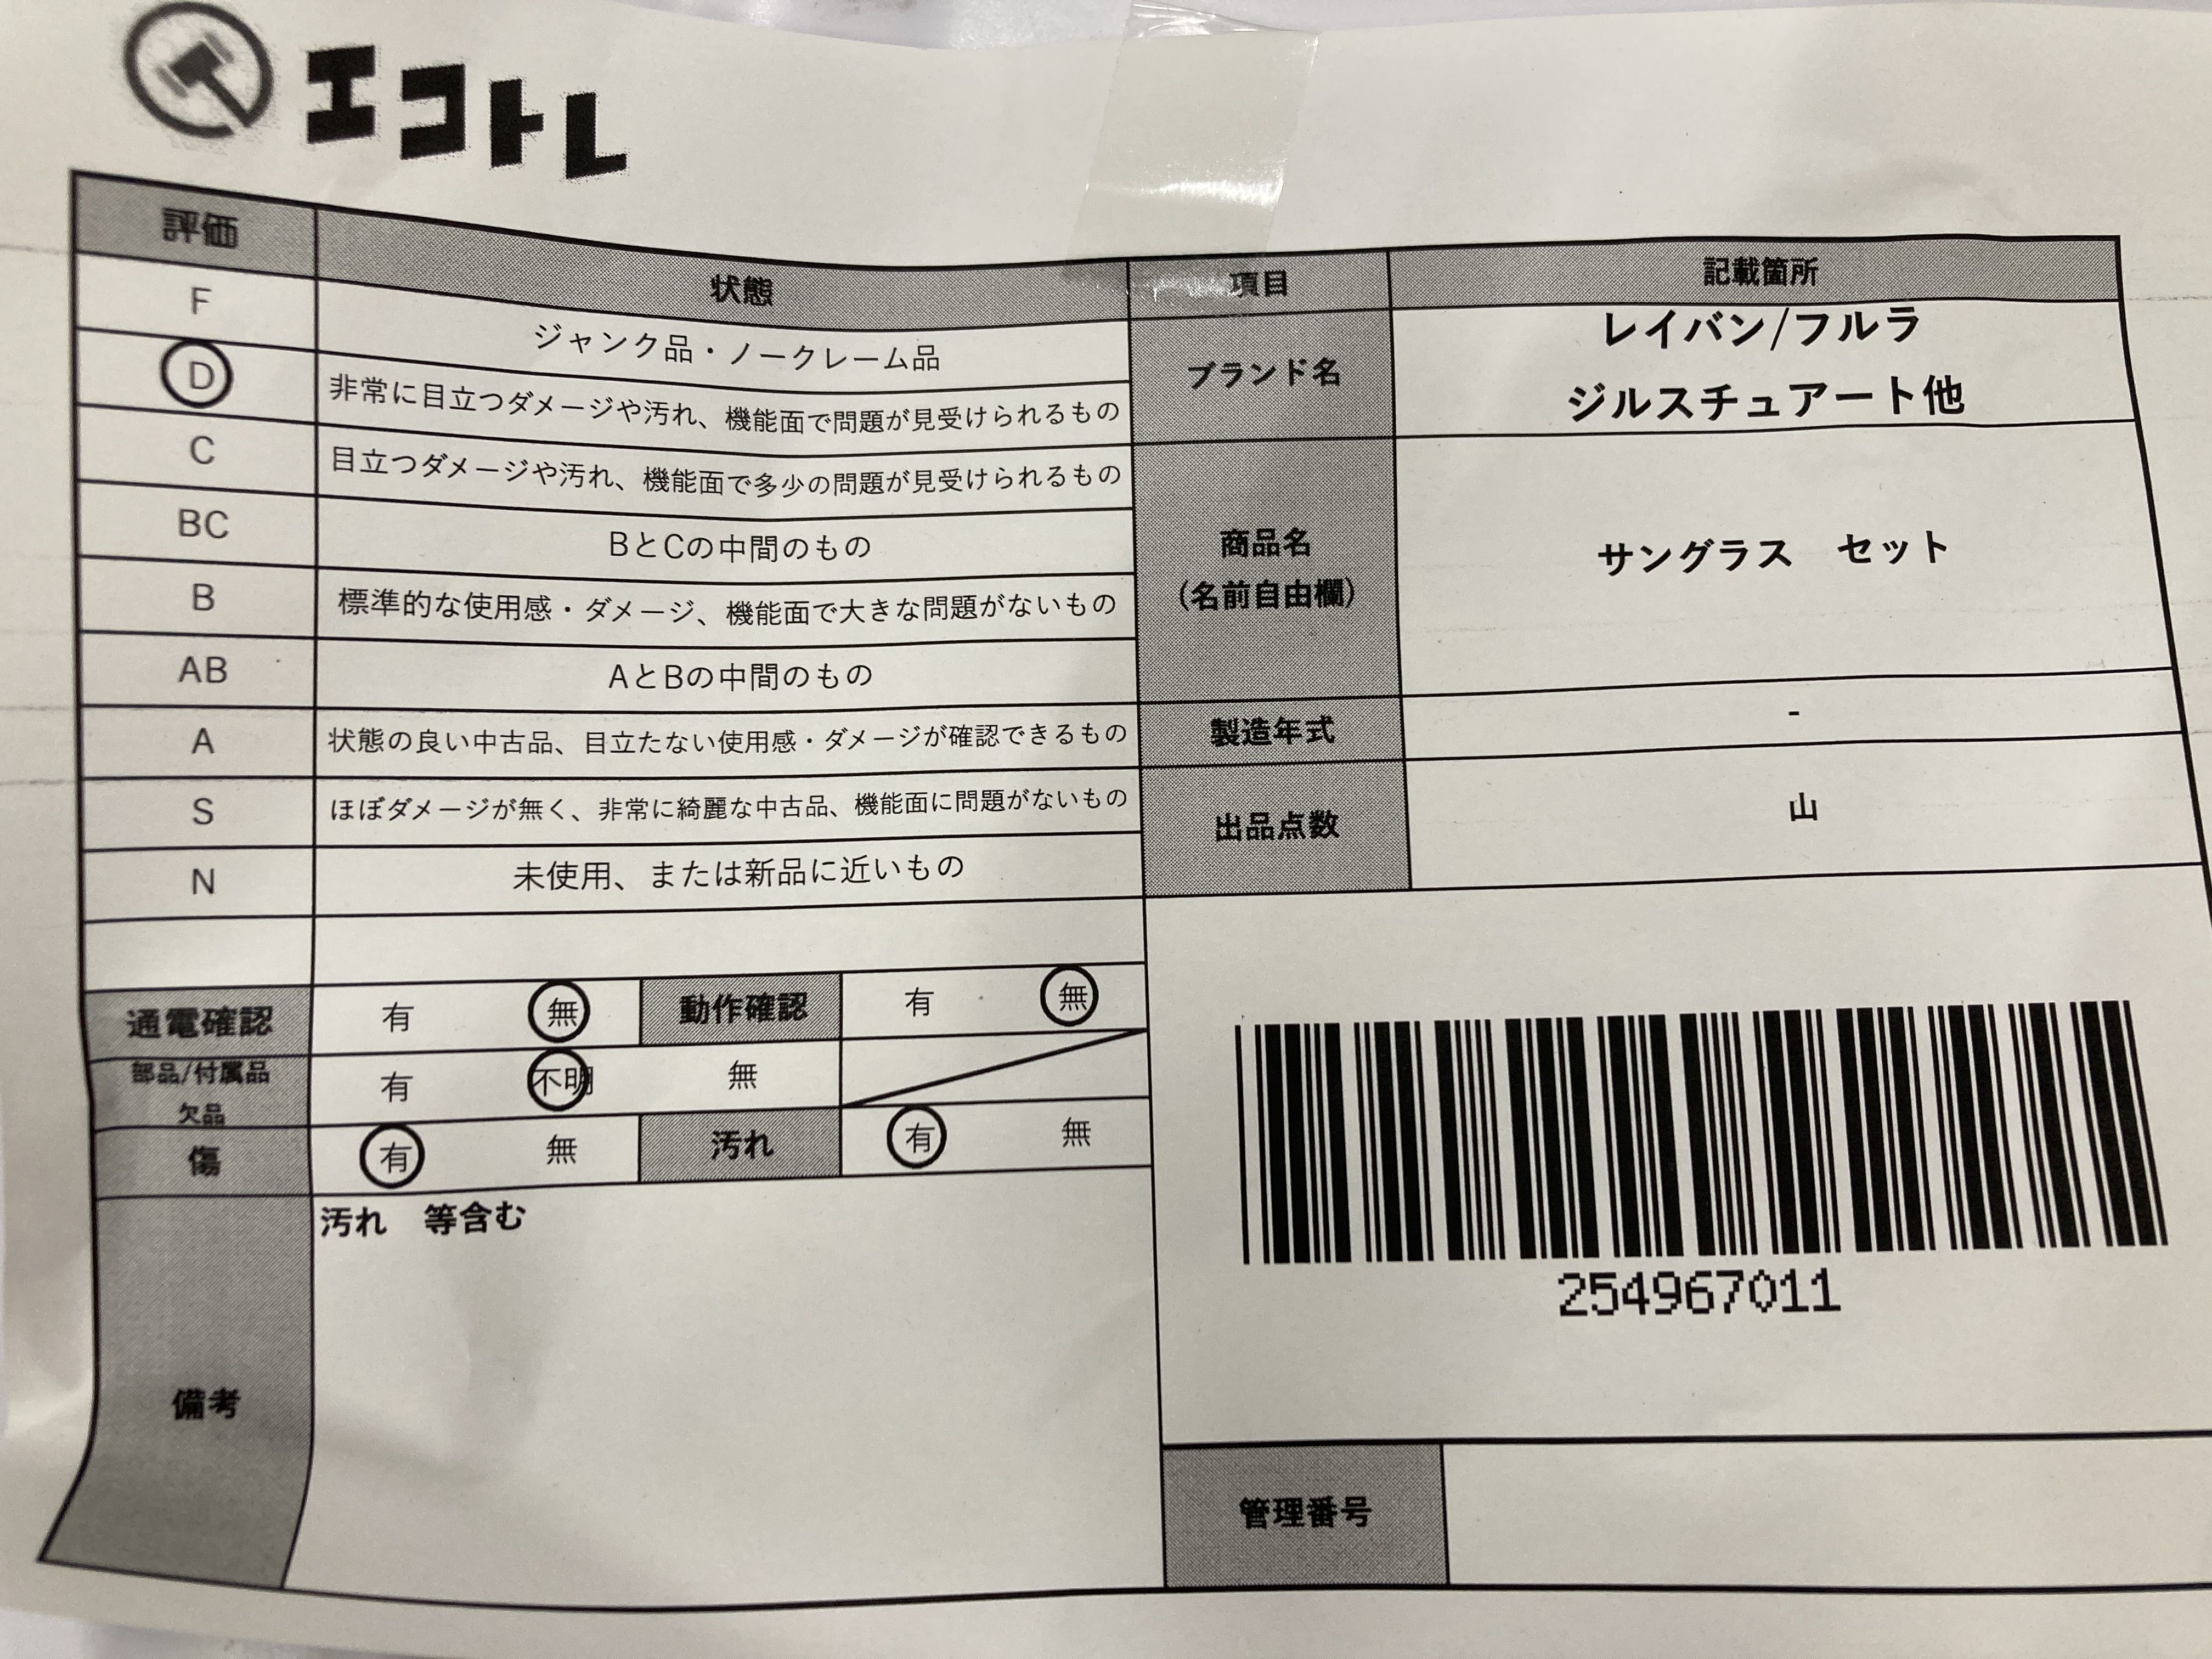 エコトレ
評価 状態
F ジャンク品・ノークレーム品
D 非常に目立つダメージや汚れ、機能面で問題が見受けられるもの
C 目立つダメージや汚れ、機能面で多少の問題が見受けられるもの
BC BとCの中間のもの
B 標準的な使用感・ダメージ、機能面で大きな問題がないもの
AB AとBの中間のもの
A 状態の良い中古品、目立たない使用感・ダメージが確認できるもの
S ほぼダメージが無く、非常に綺麗な中古品、機能面に問題がないもの
N 未使用、または新品に近いもの
通電確認 有 無 動作確認 有 無
部品/付属品
欠品 有 不明 無
傷 有 無 汚れ 有 無
備考 汚れ 等含む
項目 記載箇所
ブランド名 レイバン/フルラ
ジルスチュアート他
商品名
(名前自由欄) サングラス セット
製造年式 -
出品点数 山
254967011
管理番号